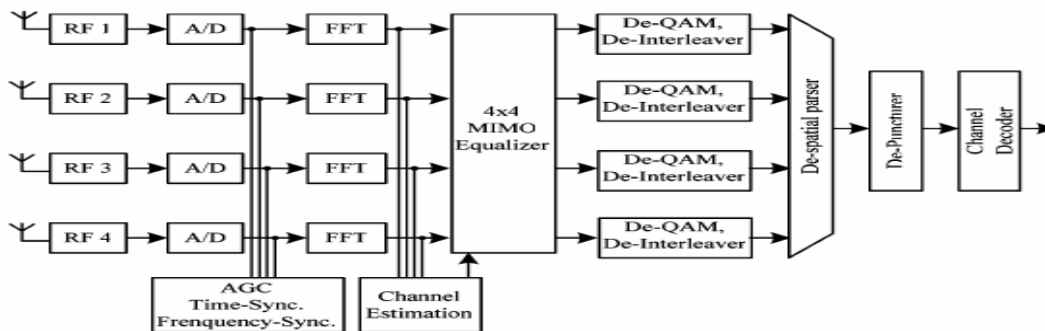 RF 1
A/D
FFT
De-QAM,
De-Interleaver
RF 2
A/D
FFT
De-QAM,
De-Interleaver
RF 3
A/D
FFT
De-QAM,
De-Interleaver
RF 4
A/D
FFT
De-QAM,
De-Interleaver
4x4
MIMO
Equalizer
De-spatial parser
De-Puncturer
Channel
Decoder
AGC
Time-Sync.
Frenquency-Sync.
Channel
Estimation